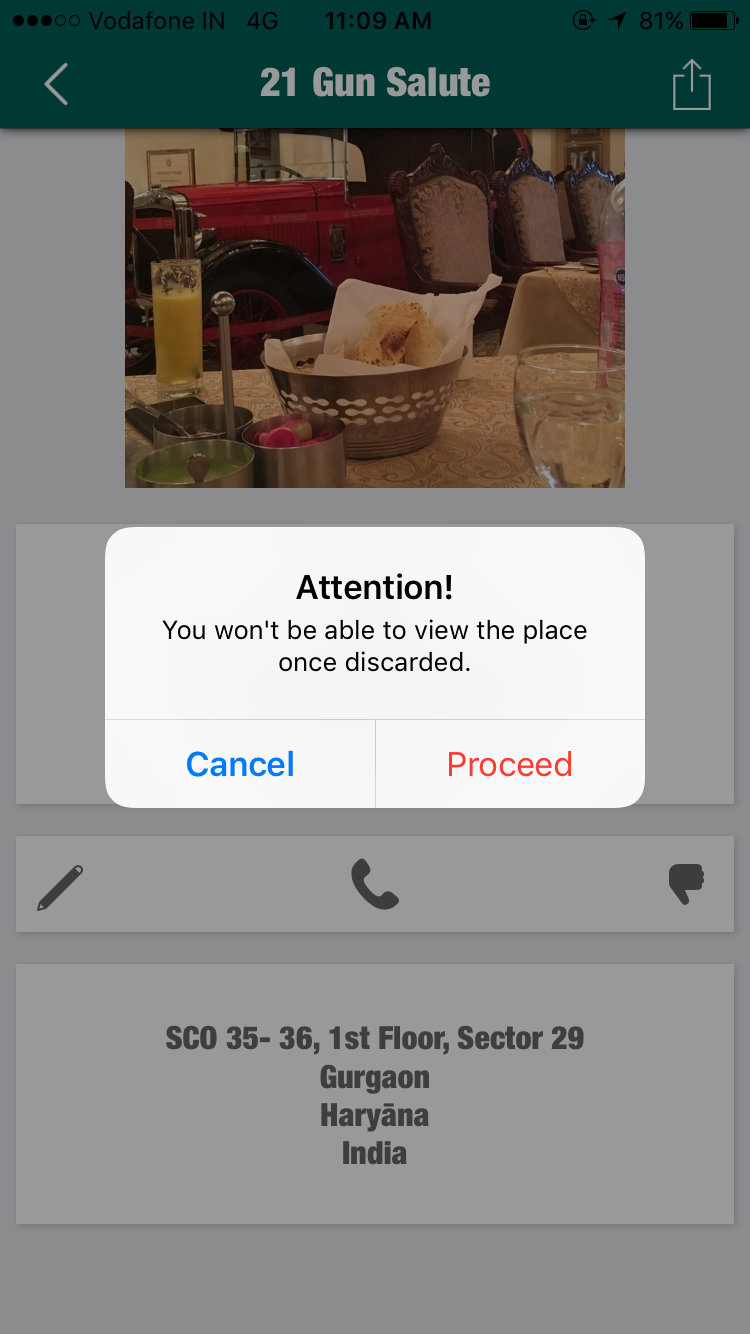 Vodafone IN 4G 11:09 AM 81%
21 Gun Salute
Attention!
You won't be able to view the place
once discarded.
Cancel Proceed
SCO 35- 36, 1st Floor, Sector 29
Gurgaon
Haryāna
India